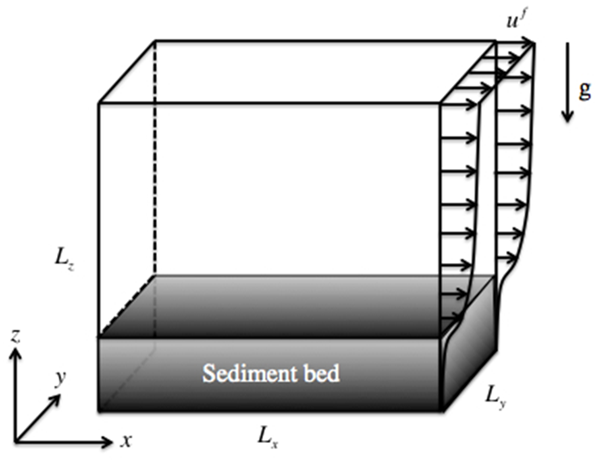 u^f
g
L_z
z
Sediment bed
y
L_y
x
L_x